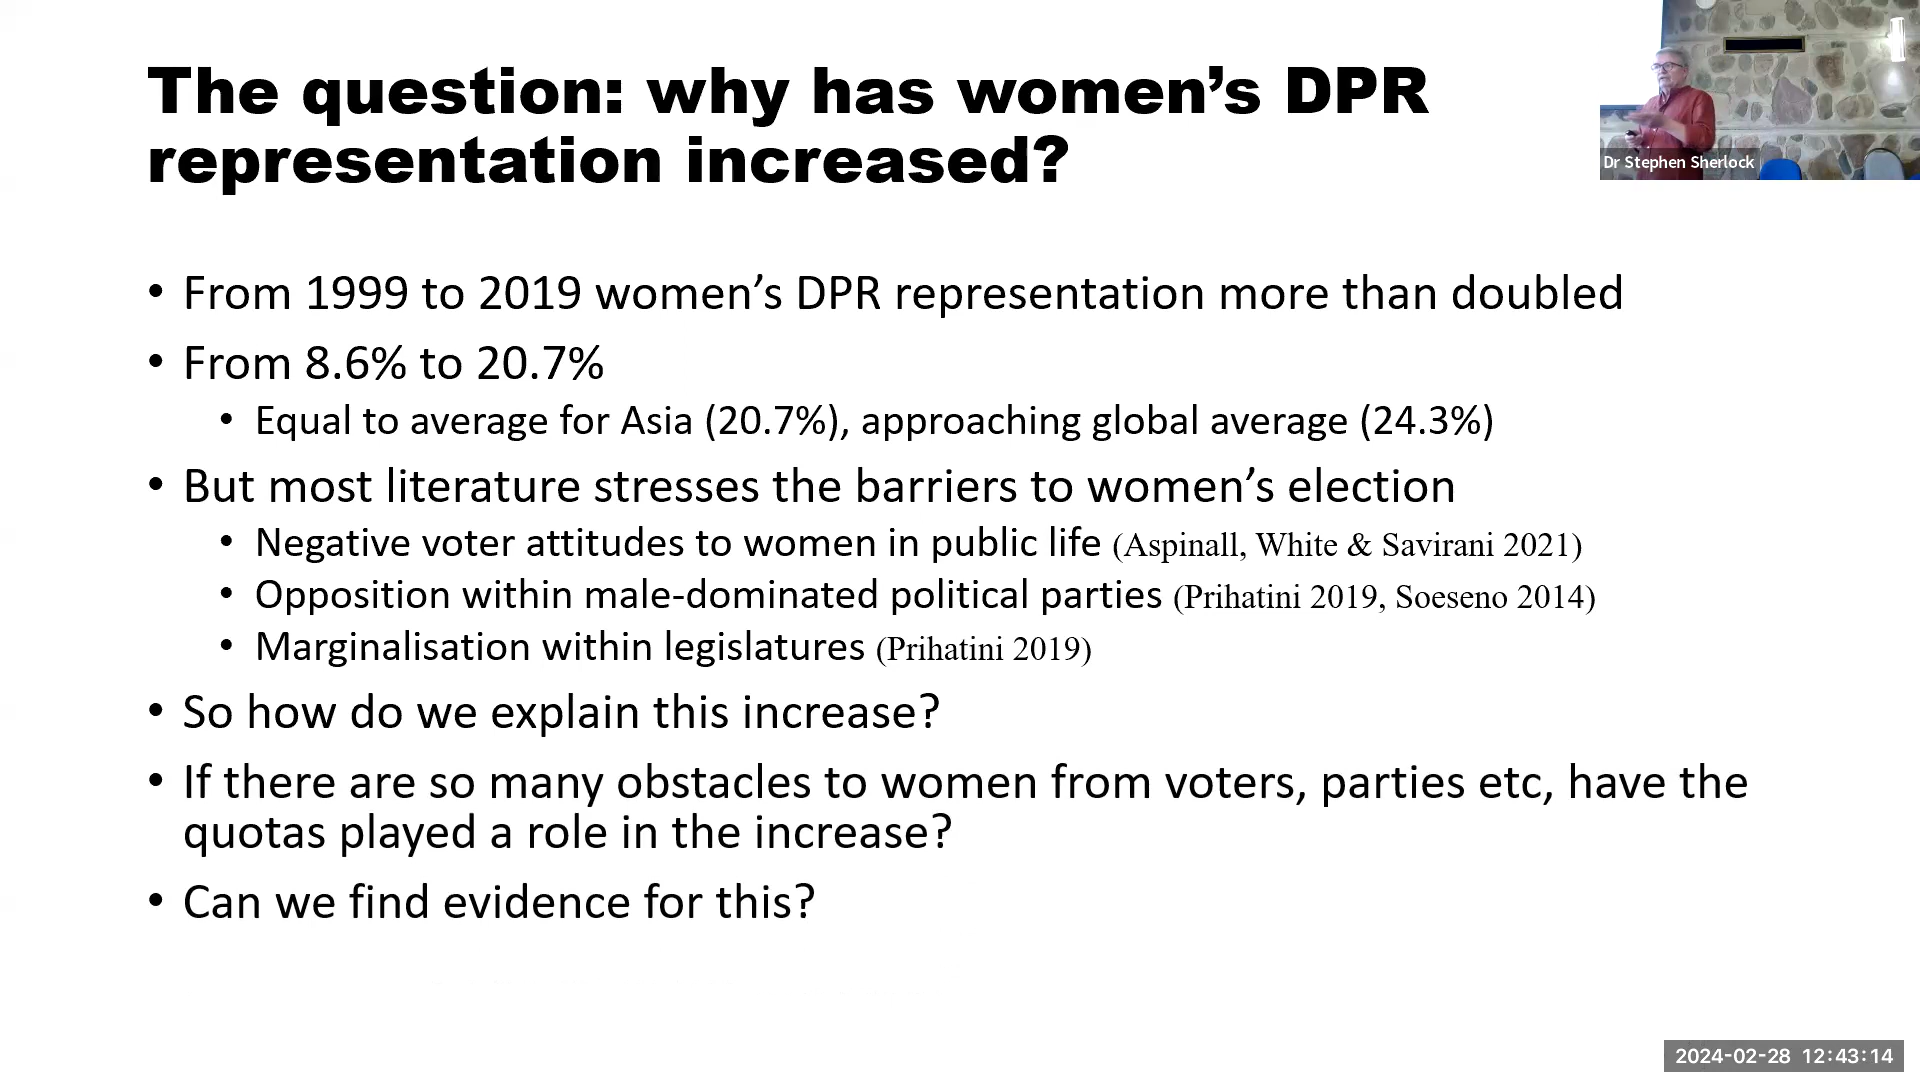 The question: why has women’s DPR
representation increased?
Dr Stephen Sherlock
• From 1999 to 2019 women’s DPR representation more than doubled
• From 8.6% to 20.7%
• Equal to average for Asia (20.7%), approaching global average (24.3%)
• But most literature stresses the barriers to women’s election
• Negative voter attitudes to women in public life (Aspinall, White & Savirani 2021)
• Opposition within male-dominated political parties (Prihatini 2019, Soeseno 2014)
• Marginalisation within legislatures (Prihatini 2019)
• So how do we explain this increase?
• If there are so many obstacles to women from voters, parties etc, have the
quotas played a role in the increase?
• Can we find evidence for this?
2024-02-28 12:43:14